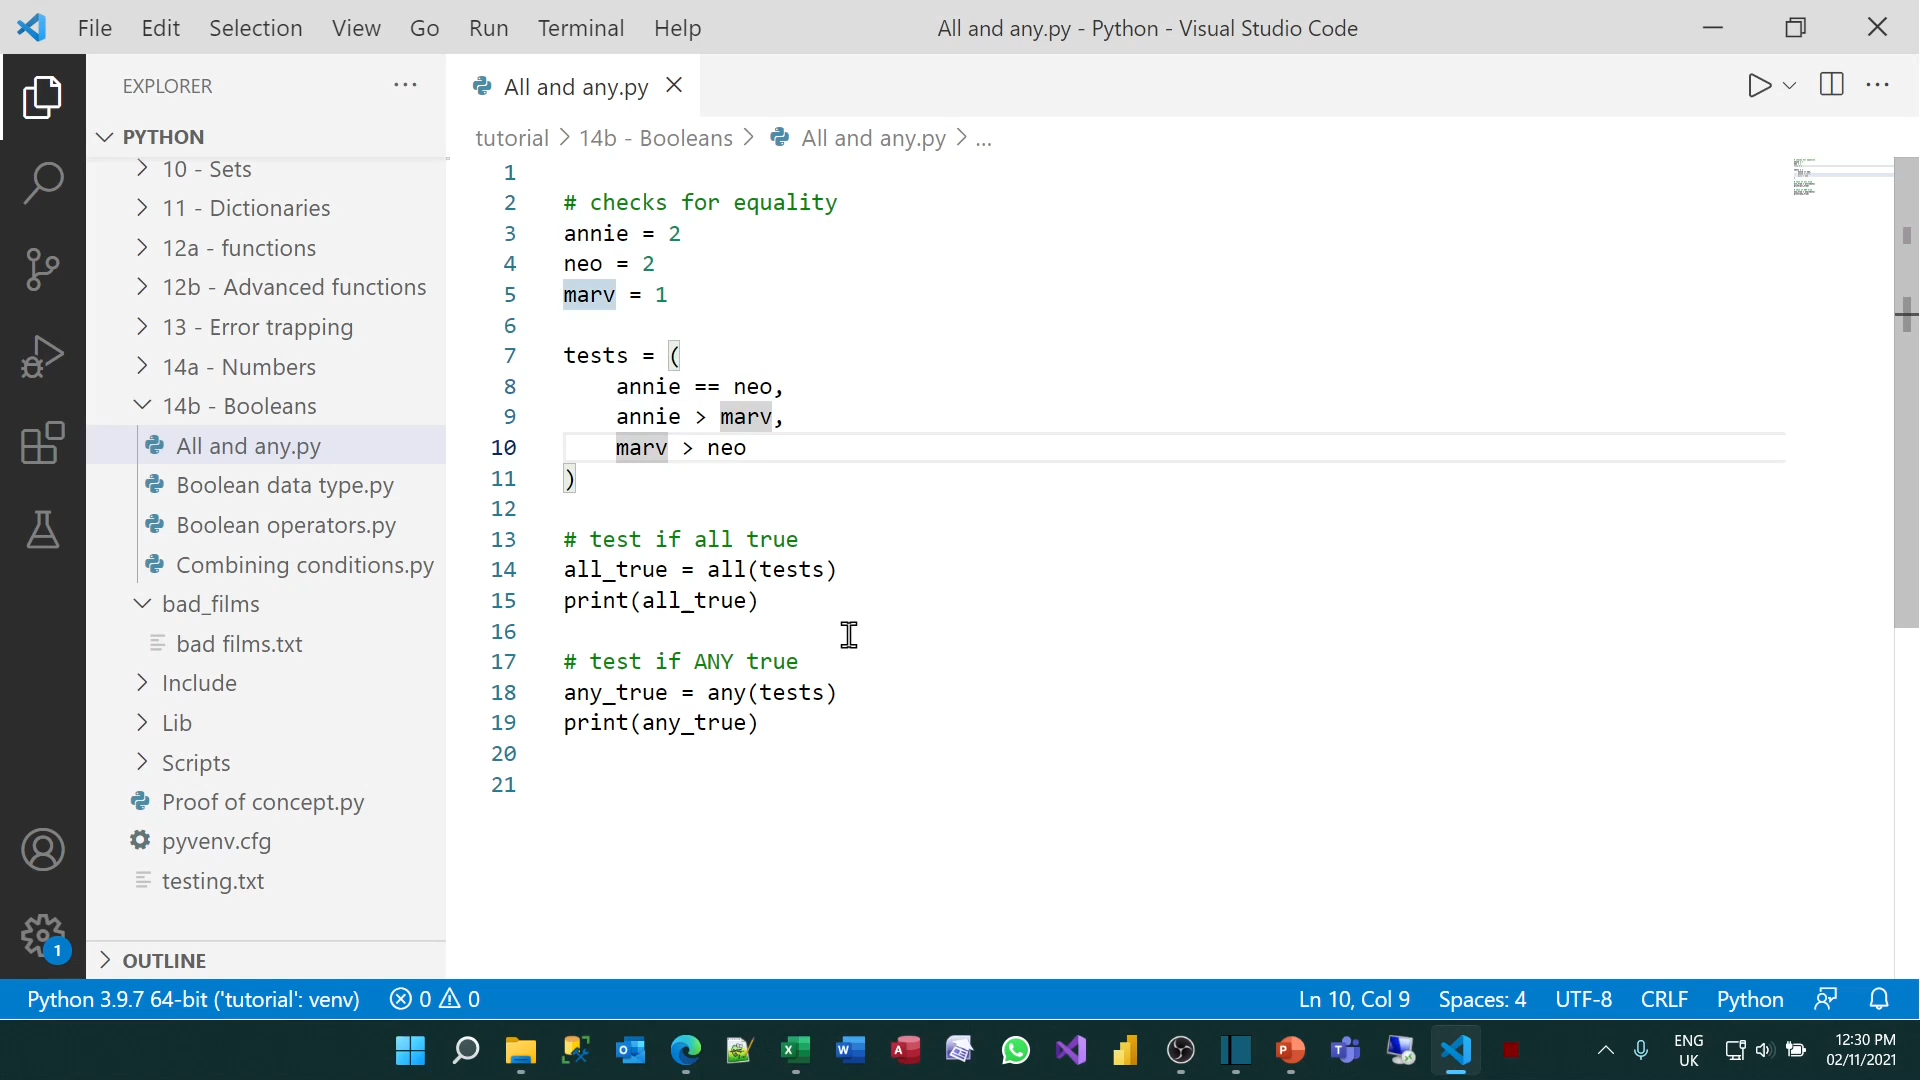 File Edit Selection View Go Run Terminal Help All and any.py - Python - Visual Studio Code
EXPLORER
PYTHON
10 - Sets
11 - Dictionaries
12a - functions
12b - Advanced functions
13 - Error trapping
14a - Numbers
14b - Booleans
All and any.py
Boolean data type.py
Boolean operators.py
Combining conditions.py
bad_films
bad films.txt
Include
Lib
Scripts
Proof of concept.py
pyvenv.cfg
testing.txt
OUTLINE
1
All and any.py
tutorial > 14b - Booleans > All and any.py > ...
1
2 # checks for equality
3 annie = 2
4 neo = 2
5 marv = 1
6
7 tests = (
8 annie == neo,
9 annie > marv,
10 marv > neo
11 )
12
13 # test if all true
14 all_true = all(tests)
15 print(all_true)
16
17 # test if ANY true
18 any_true = any(tests)
19 print(any_true)
20
21
Python 3.9.7 64-bit ('tutorial': venv) 0 0 Ln 10, Col 9 Spaces: 4 UTF-8 CRLF Python
ENG
UK
12:30 PM
02/11/2021